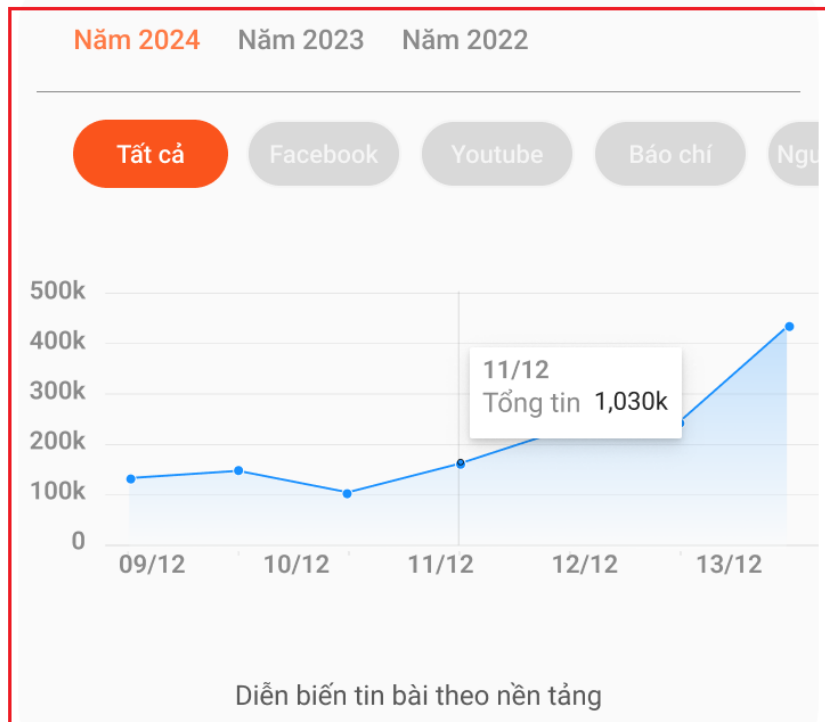 Năm 2024 Năm 2023 Năm 2022
Tất cả Facebook Youtube Báo chí Ngu
500k
400k
300k
200k
100k
0
11/12
Tổng tin 1,030k
09/12 10/12 11/12 12/12 13/12
Diễn biến tin bài theo nền tảng